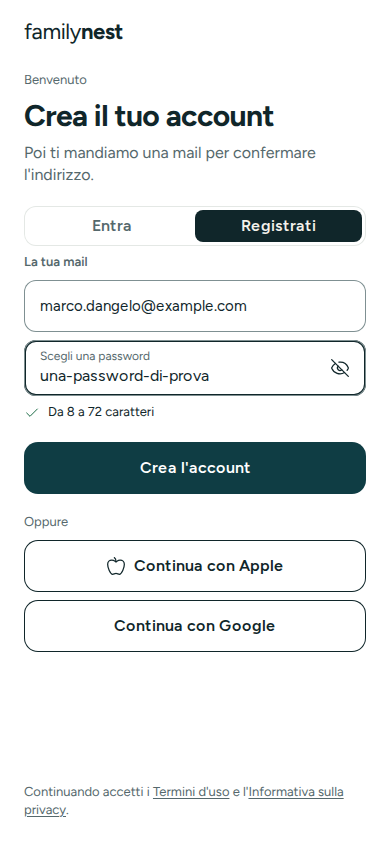 familynest
Benvenuto
Crea il tuo account
Poi ti mandiamo una mail per confermare
l'indirizzo.
Entra
Registrati
La tua mail
marco.dangelo@example.com
Scegli una password
una-password-di-prova
Da 8 a 72 caratteri
Crea l'account
Oppure
Continua con Apple
Continua con Google
Continuando accetti i Termini d'uso e l'Informativa sulla
privacy.